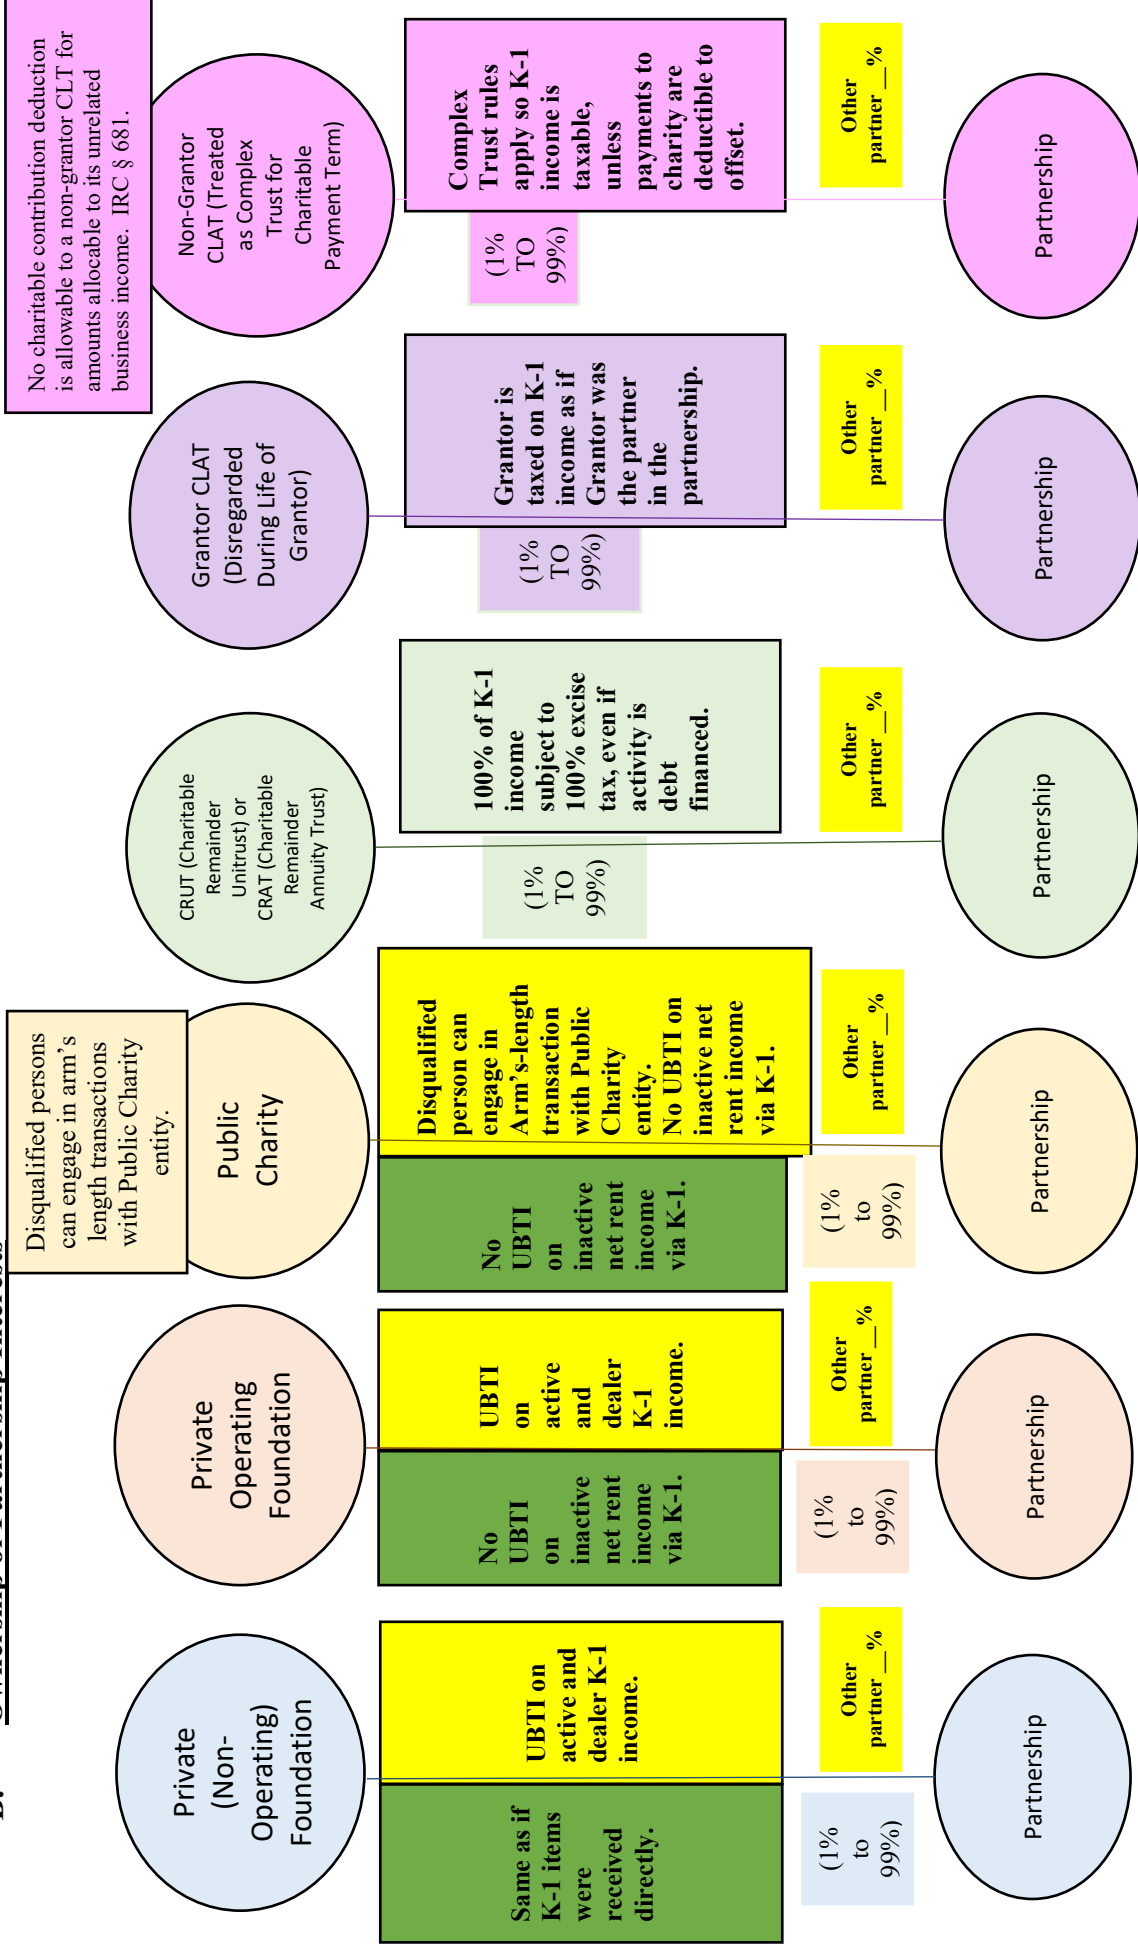 Ownership of Partnership Interests
Private
(Non-
Operating)
Foundation
Same as if
K-1 items
were
received
directly.
UBTI on
active and
dealer K-1
income.
(1%
to
99%)
Other
partner __%
Partnership
Private
Operating
Foundation
No
UBTI
on
inactive
net rent
income
via K-1.
UBTI
on
active
and
dealer
K-1
income.
(1%
to
99%)
Other
partner __%
Partnership
Disqualified persons
can engage in arm’s
length transactions
with Public Charity
entity.
Public
Charity
No
UBTI
on
inactive
net rent
income
via K-1.
Disqualified
person can
engage in
Arm’s-length
transaction
with Public
Charity
entity.
No UBTI on
inactive net
rent income
via K-1.
(1%
to
99%)
Other
partner __%
Partnership
CRUT (Charitable
Remainder
Unitrust) or
CRAT (Charitable
Remainder
Annuity Trust)
(1%
TO
99%)
100% of K-1
income
subject to
100% excise
tax, even if
activity is
debt
financed.
Other
partner __%
Partnership
Grantor CLAT
(Disregarded
During Life of
Grantor)
(1%
TO
99%)
Grantor is
taxed on K-1
income as if
Grantor was
the partner
in the
partnership.
Other
partner __%
Partnership
No charitable contribution deduction
is allowable to a non-grantor CLT for
amounts allocable to its unrelated
business income. IRC § 681.
Non-Grantor
CLAT (Treated
as Complex
Trust for
Charitable
Payment Term)
(1%
TO
99%)
Complex
Trust rules
apply so K-1
income is
taxable,
unless
payments to
charity are
deductible to
offset.
Other
partner __%
Partnership